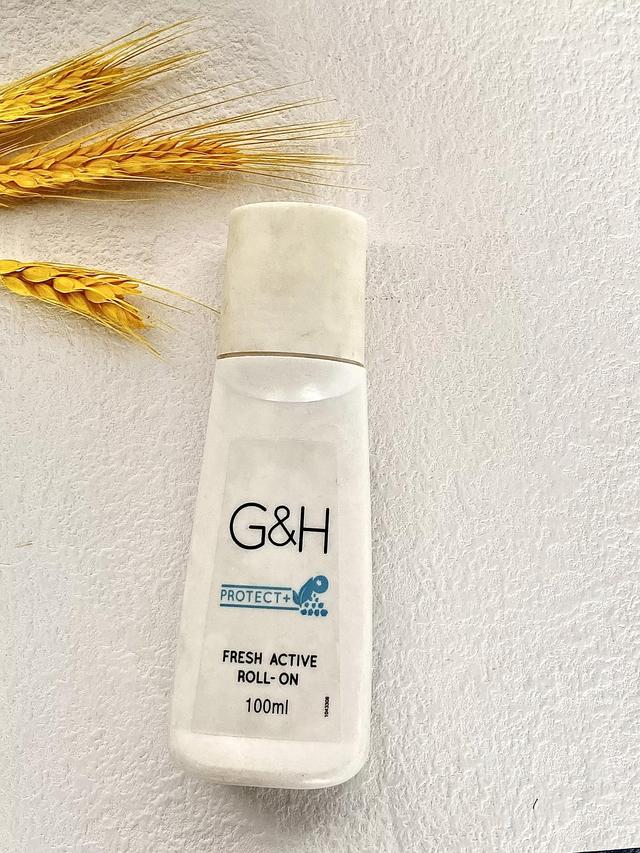 G&H
PROTECT+
FRESH ACTIVE
ROLL-ON
100ml